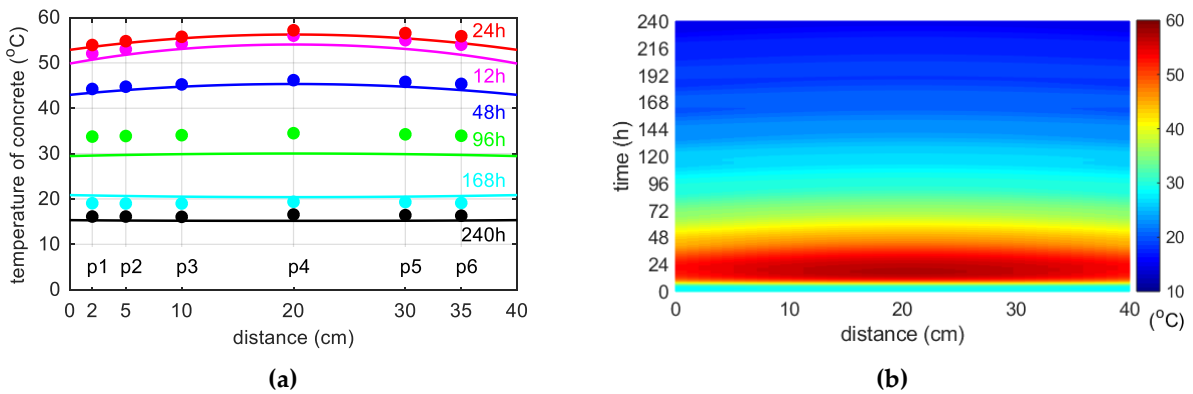 60
50
40
30
20
10
0
temperature of concrete (°C)
24h
12h
48h
96h
168h
240h
p1 p2 p3 p4 p5 p6
0 2 5 10 20 30 35 40
distance (cm)
(a)
240
216
192
168
144
120
96
72
48
24
0
time (h)
0 10 20 30 40
distance (cm)
60
50
40
30
20
10
(°C)
(b)